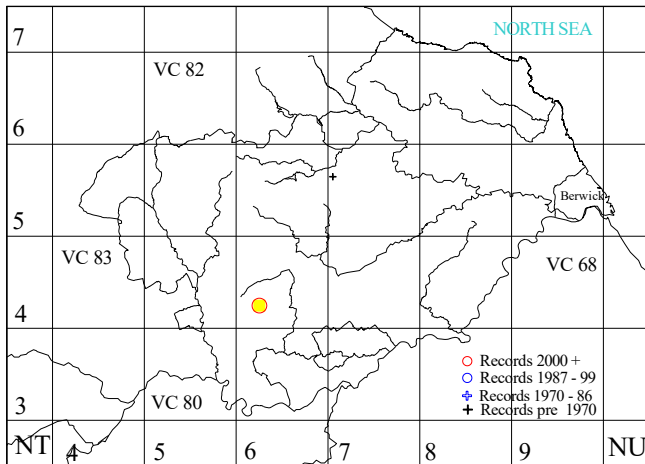 NORTH SEA
7
VC 82
6
Berwick
5
VC 83
VC 68
4
Records 2000 +
Records 1987 - 99
Records 1970 - 86
VC 80
Records pre 1970
3
NT 4 5 6 7 8 9 NU